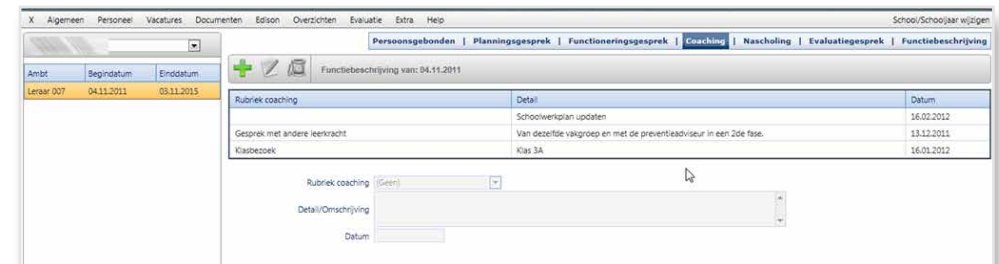 X Algemeen Personeel Vacatures Documenten Edison Overzichten Evaluatie Extra Help School/Schooljaar wijzigen
Persoonsgebonden | Planningsgesprek | Functioneringsgesprek | Coaching | Nascholing | Evaluatiegesprek | Functiebeschrijving
Functiebeschrijving van: 04.11.2011
Ambt Begindatum Einddatum
Leraar 007 04.11.2011 03.11.2015
Rubriek coaching Detail Datum
Schoolwerkplan updaten 16.02.2012
Gesprek met andere leerkracht Van dezelfde vakgroep en met de preventieadviseur in een 2de fase. 13.12.2011
Klasbezoek Klas 3A 16.01.2012
Rubriek coaching (Geen)
Detail/Omschrijving
Datum